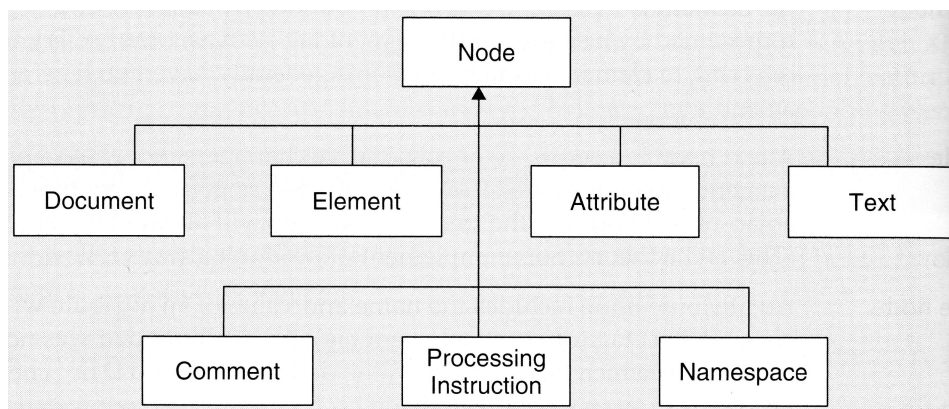 Node
Document
Element
Attribute
Text
Comment
Processing
Instruction
Namespace